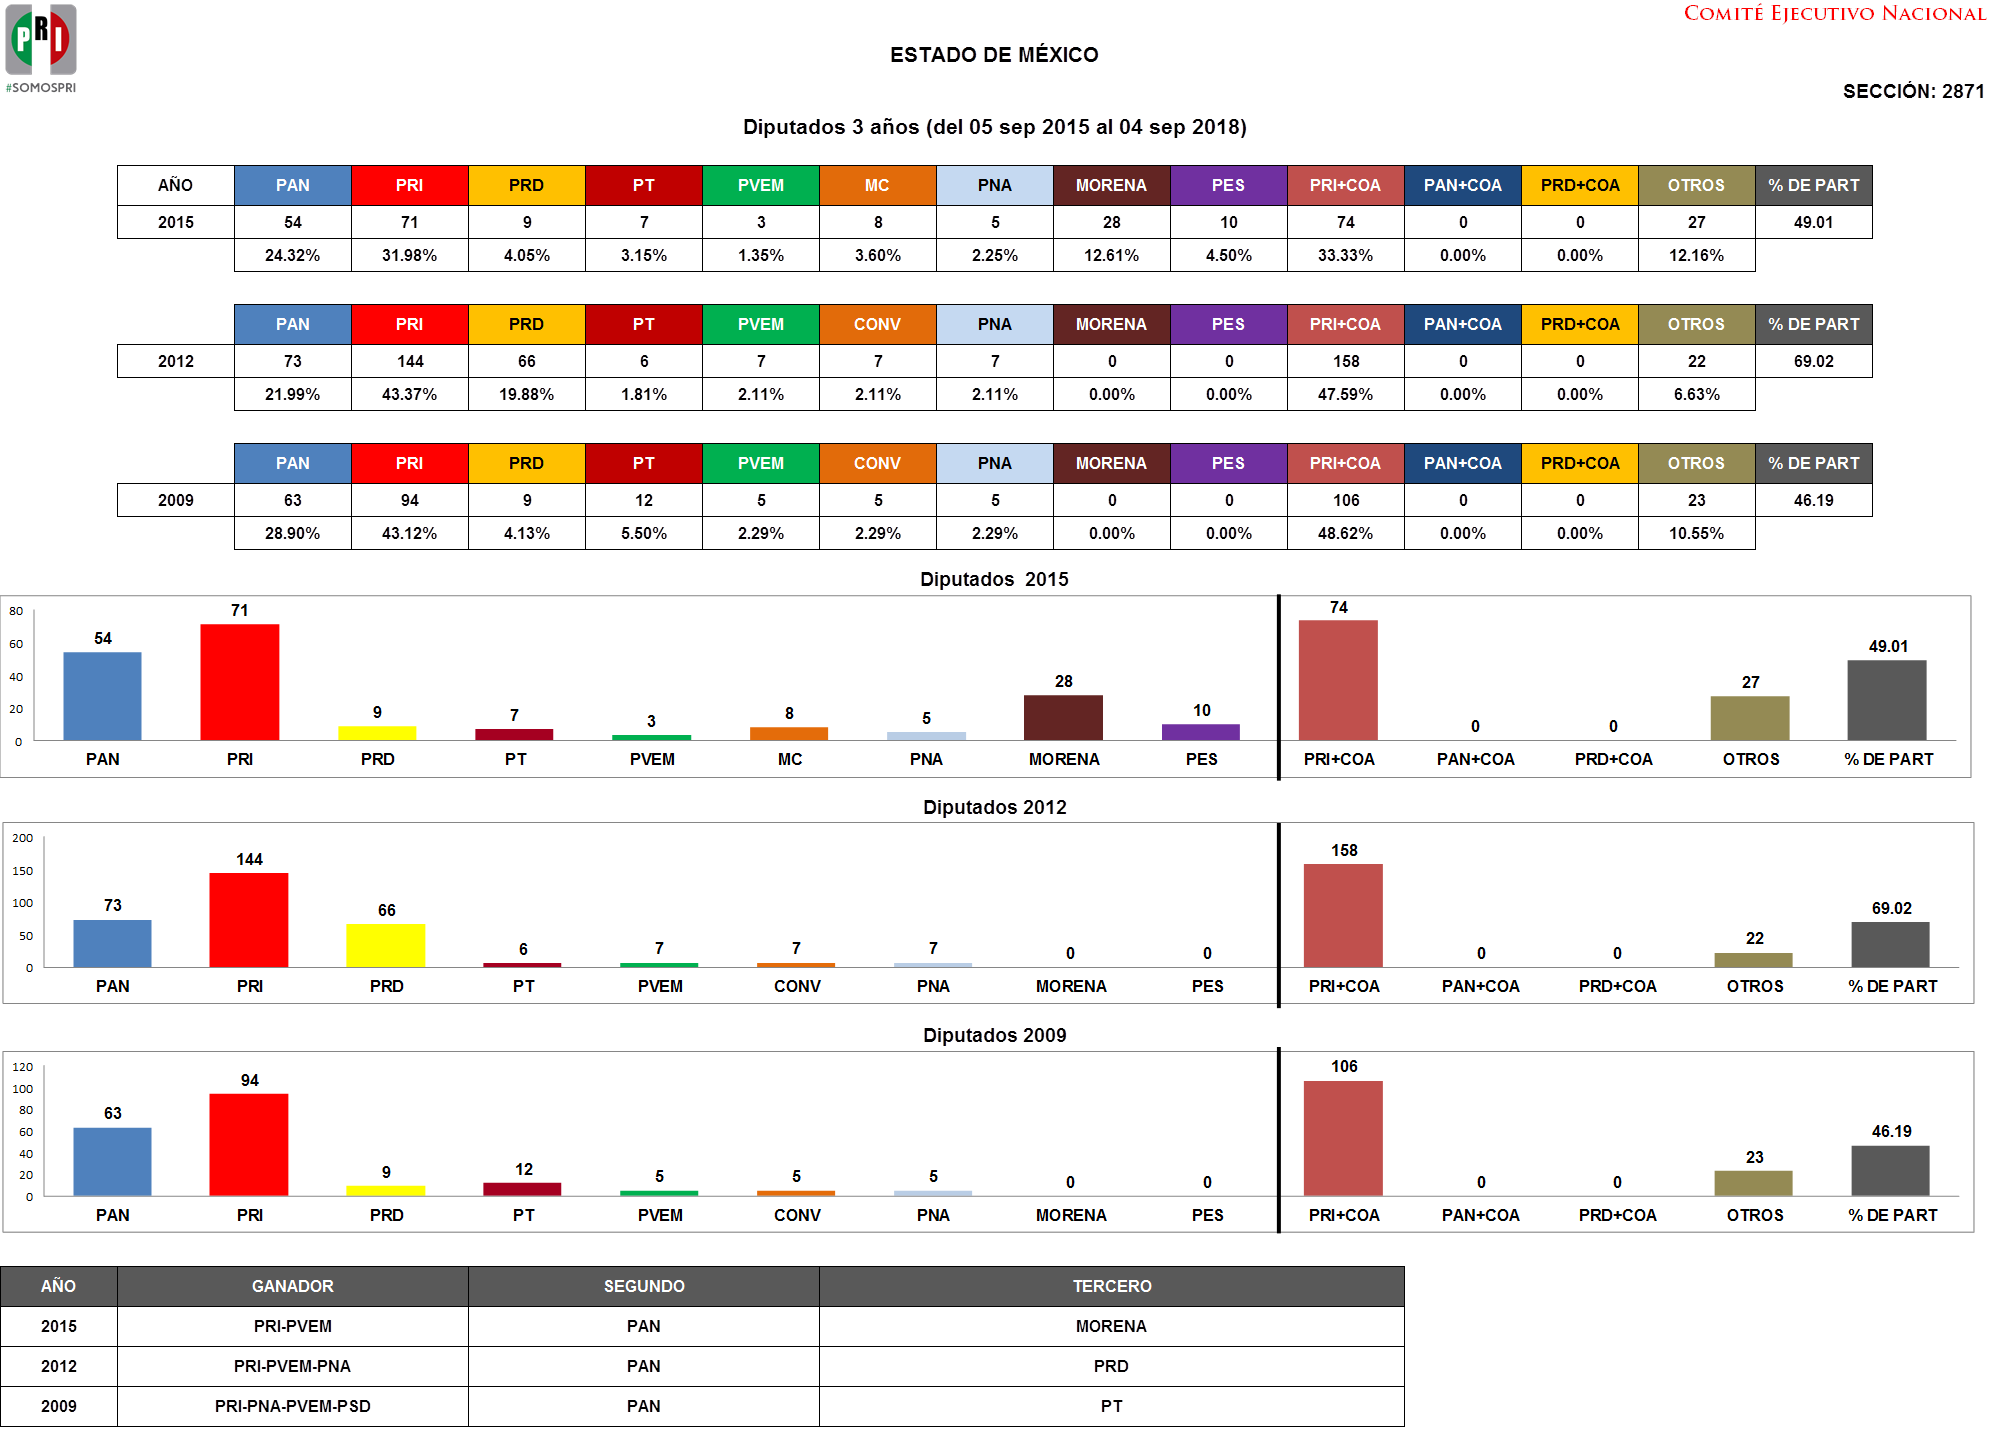 PRI
#SOMOSPRI
COMITÉ EJECUTIVO NACIONAL
ESTADO DE MÉXICO
SECCIÓN: 2871
Diputados 3 años (del 05 sep 2015 al 04 sep 2018)
AÑO PAN PRI PRD PT PVEM MC PNA MORENA PES PRI+COA PAN+COA PRD+COA OTROS % DE PART
2015 54 71 9 7 3 8 5 28 10 74 0 0 27 49.01
24.32% 31.98% 4.05% 3.15% 1.35% 3.60% 2.25% 12.61% 4.50% 33.33% 0.00% 0.00% 12.16%
PAN PRI PRD PT PVEM CONV PNA MORENA PES PRI+COA PAN+COA PRD+COA OTROS % DE PART
2012 73 144 66 6 7 7 7 0 0 158 0 0 22 69.02
21.99% 43.37% 19.88% 1.81% 2.11% 2.11% 2.11% 0.00% 0.00% 47.59% 0.00% 0.00% 6.63%
PAN PRI PRD PT PVEM CONV PNA MORENA PES PRI+COA PAN+COA PRD+COA OTROS % DE PART
2009 63 94 9 12 5 5 5 0 0 106 0 0 23 46.19
28.90% 43.12% 4.13% 5.50% 2.29% 2.29% 2.29% 0.00% 0.00% 48.62% 0.00% 0.00% 10.55%
Diputados 2015
80
60
40
20
0
54 71 9 7 3 8 5 28 10 74 0 0 27 49.01
PAN PRI PRD PT PVEM MC PNA MORENA PES PRI+COA PAN+COA PRD+COA OTROS % DE PART
Diputados 2012
200
150
100
50
0
73 144 66 6 7 7 7 0 0 158 0 0 22 69.02
PAN PRI PRD PT PVEM CONV PNA MORENA PES PRI+COA PAN+COA PRD+COA OTROS % DE PART
Diputados 2009
120
100
80
60
40
20
0
63 94 9 12 5 5 5 0 0 106 0 0 23 46.19
PAN PRI PRD PT PVEM CONV PNA MORENA PES PRI+COA PAN+COA PRD+COA OTROS % DE PART
AÑO GANADOR SEGUNDO TERCERO
2015 PRI-PVEM PAN MORENA
2012 PRI-PVEM-PNA PAN PRD
2009 PRI-PNA-PVEM-PSD PAN PT